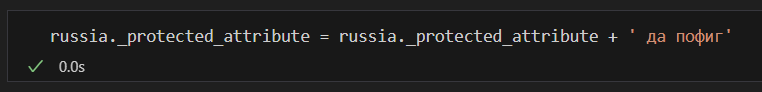 russia._protected_attribute = russia._protected_attribute + ' да пофиг'
0.0s